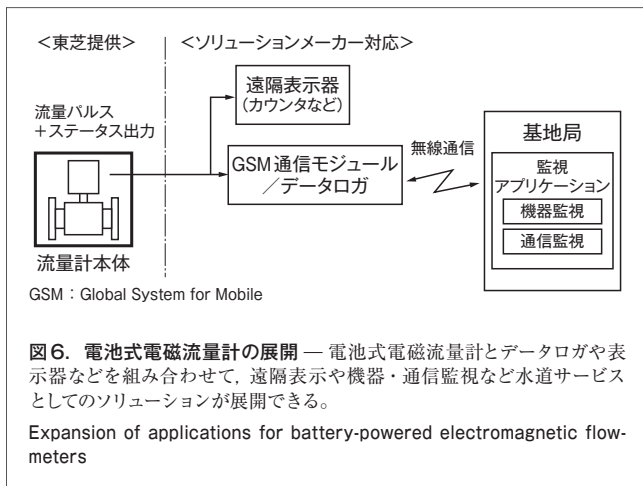 <東芝提供>
<ソリューションメーカー対応>
流量パルス
+ステータス出力
流量計本体
遠隔表示器
(カウンタなど)
GSM通信モジュール
/データロガ
無線通信
基地局
監視
アプリケーション
機器監視
通信監視
GSM:Global System for Mobile
図6. 電池式電磁流量計の展開 — 電池式電磁流量計とデータロガや表
示器などを組み合わせて,遠隔表示や機器・通信監視など水道サービス
としてのソリューションが展開できる。
Expansion of applications for battery-powered electromagnetic flow-
meters